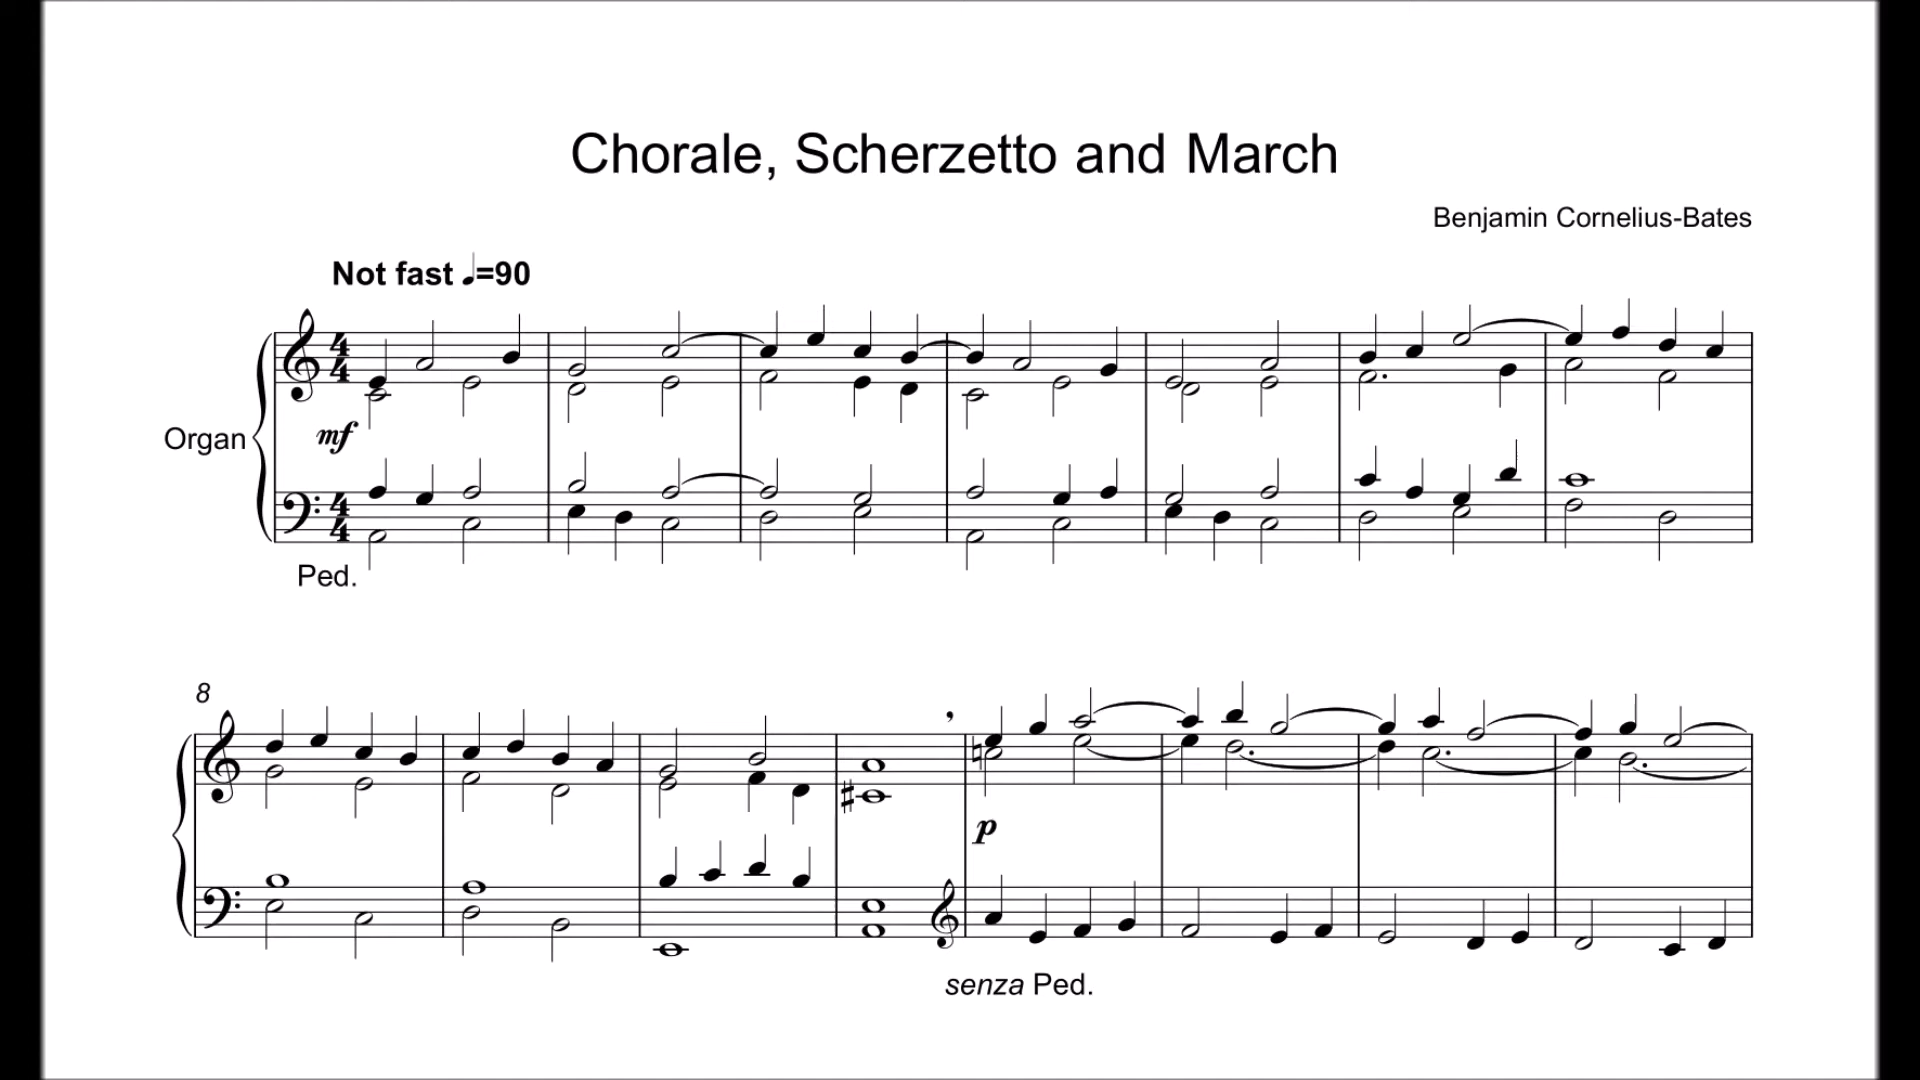 Chorale, Scherzetto and March
Benjamin Cornelius-Bates
Not fast ♩=90
Organ
mf
Ped.
8
p
senza Ped.